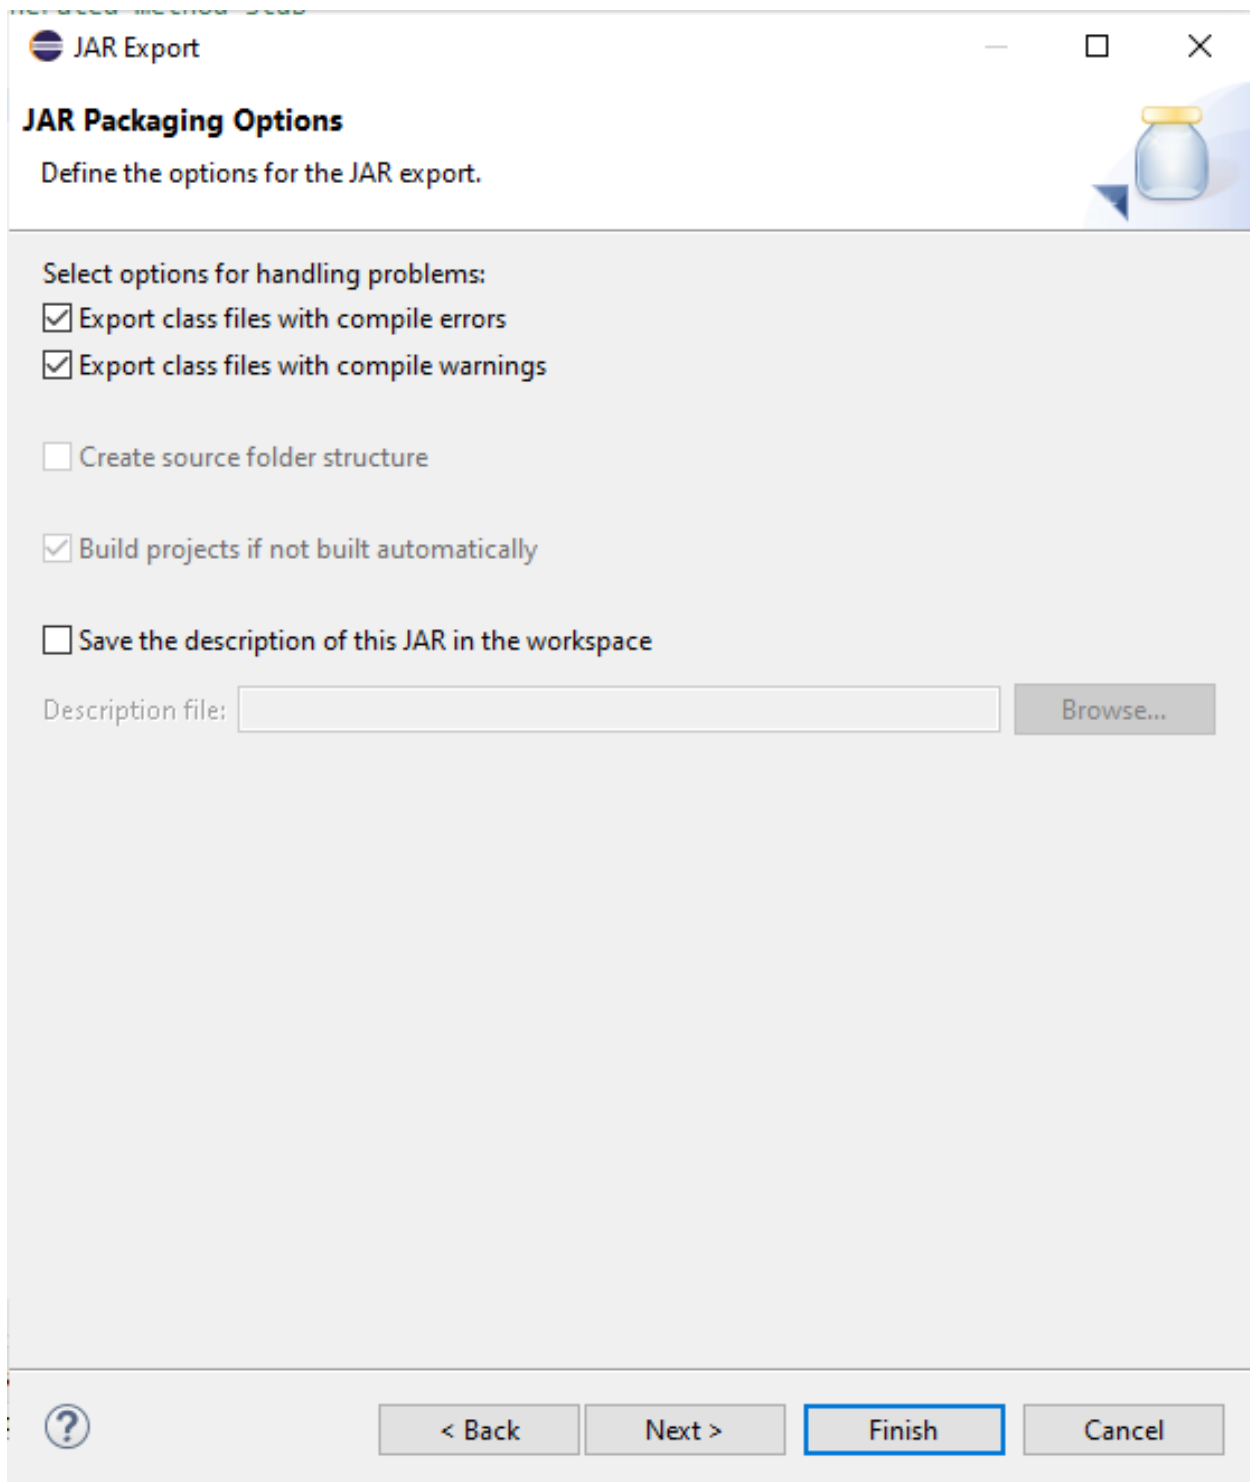 JAR Export
JAR Packaging Options
Define the options for the JAR export.
Select options for handling problems:
Export class files with compile errors
Export class files with compile warnings
Create source folder structure
Build projects if not built automatically
Save the description of this JAR in the workspace
Description file:
Browse...
?
< Back
Next >
Finish
Cancel